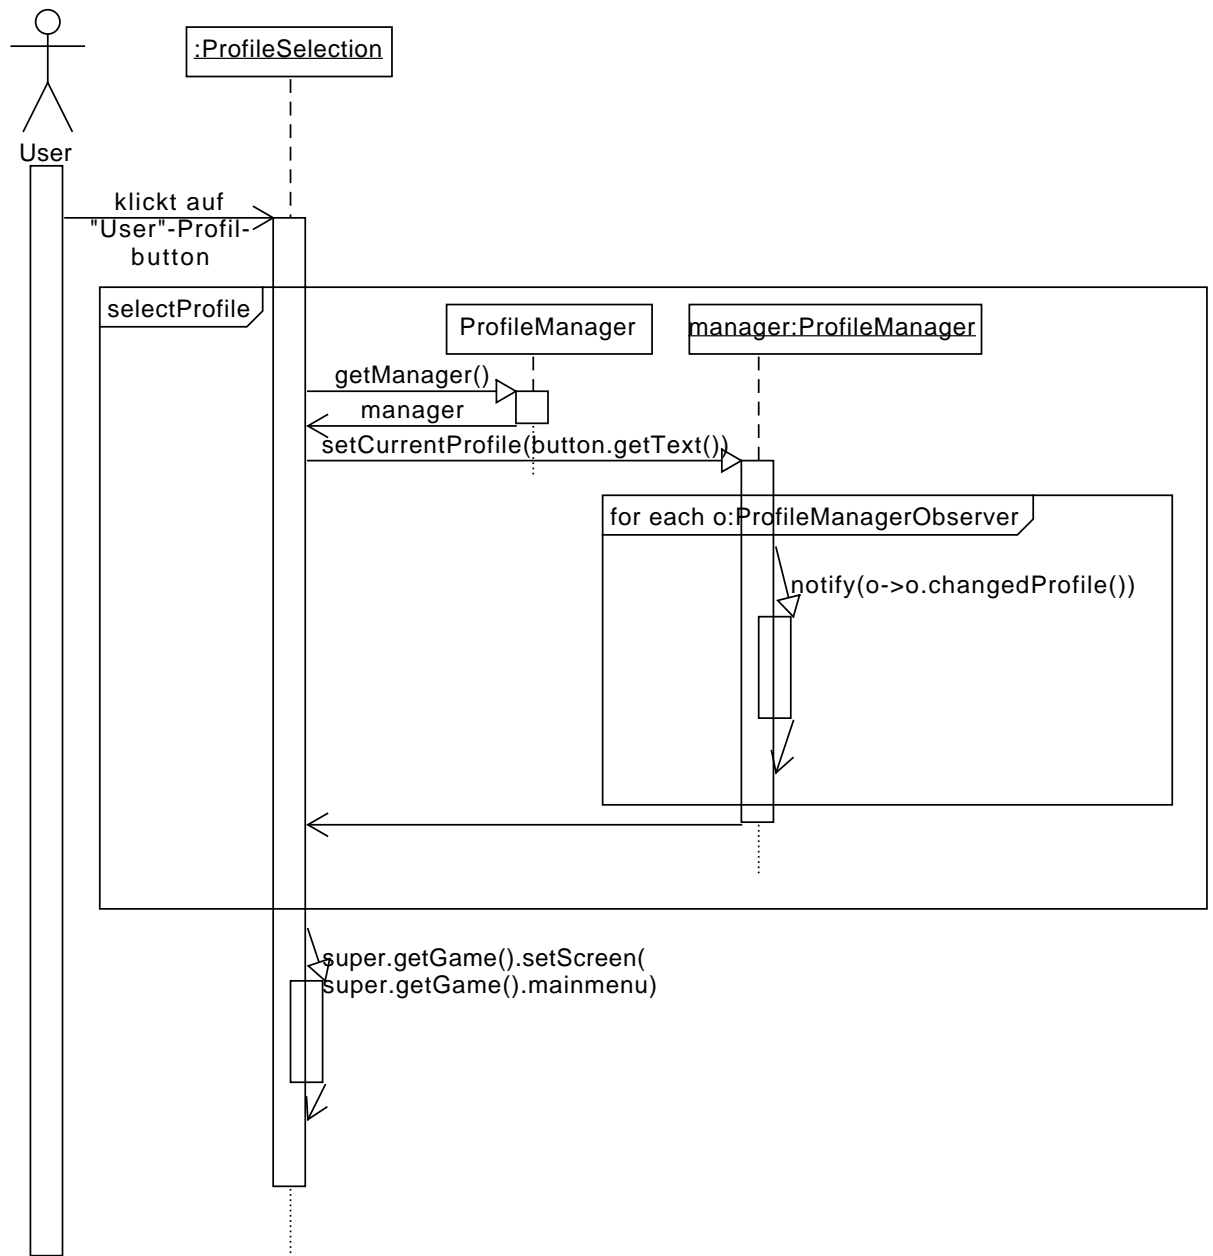 :ProfileSelection
User
klickt auf
"User"-Profil-
button
selectProfile
ProfileManager
manager:ProfileManager
getManager()
manager
setCurrentProfile(button.getText())
for each o:ProfileManagerObserver
notify(o->o.changedProfile())
super.getGame().setScreen(
super.getGame().mainmenu)